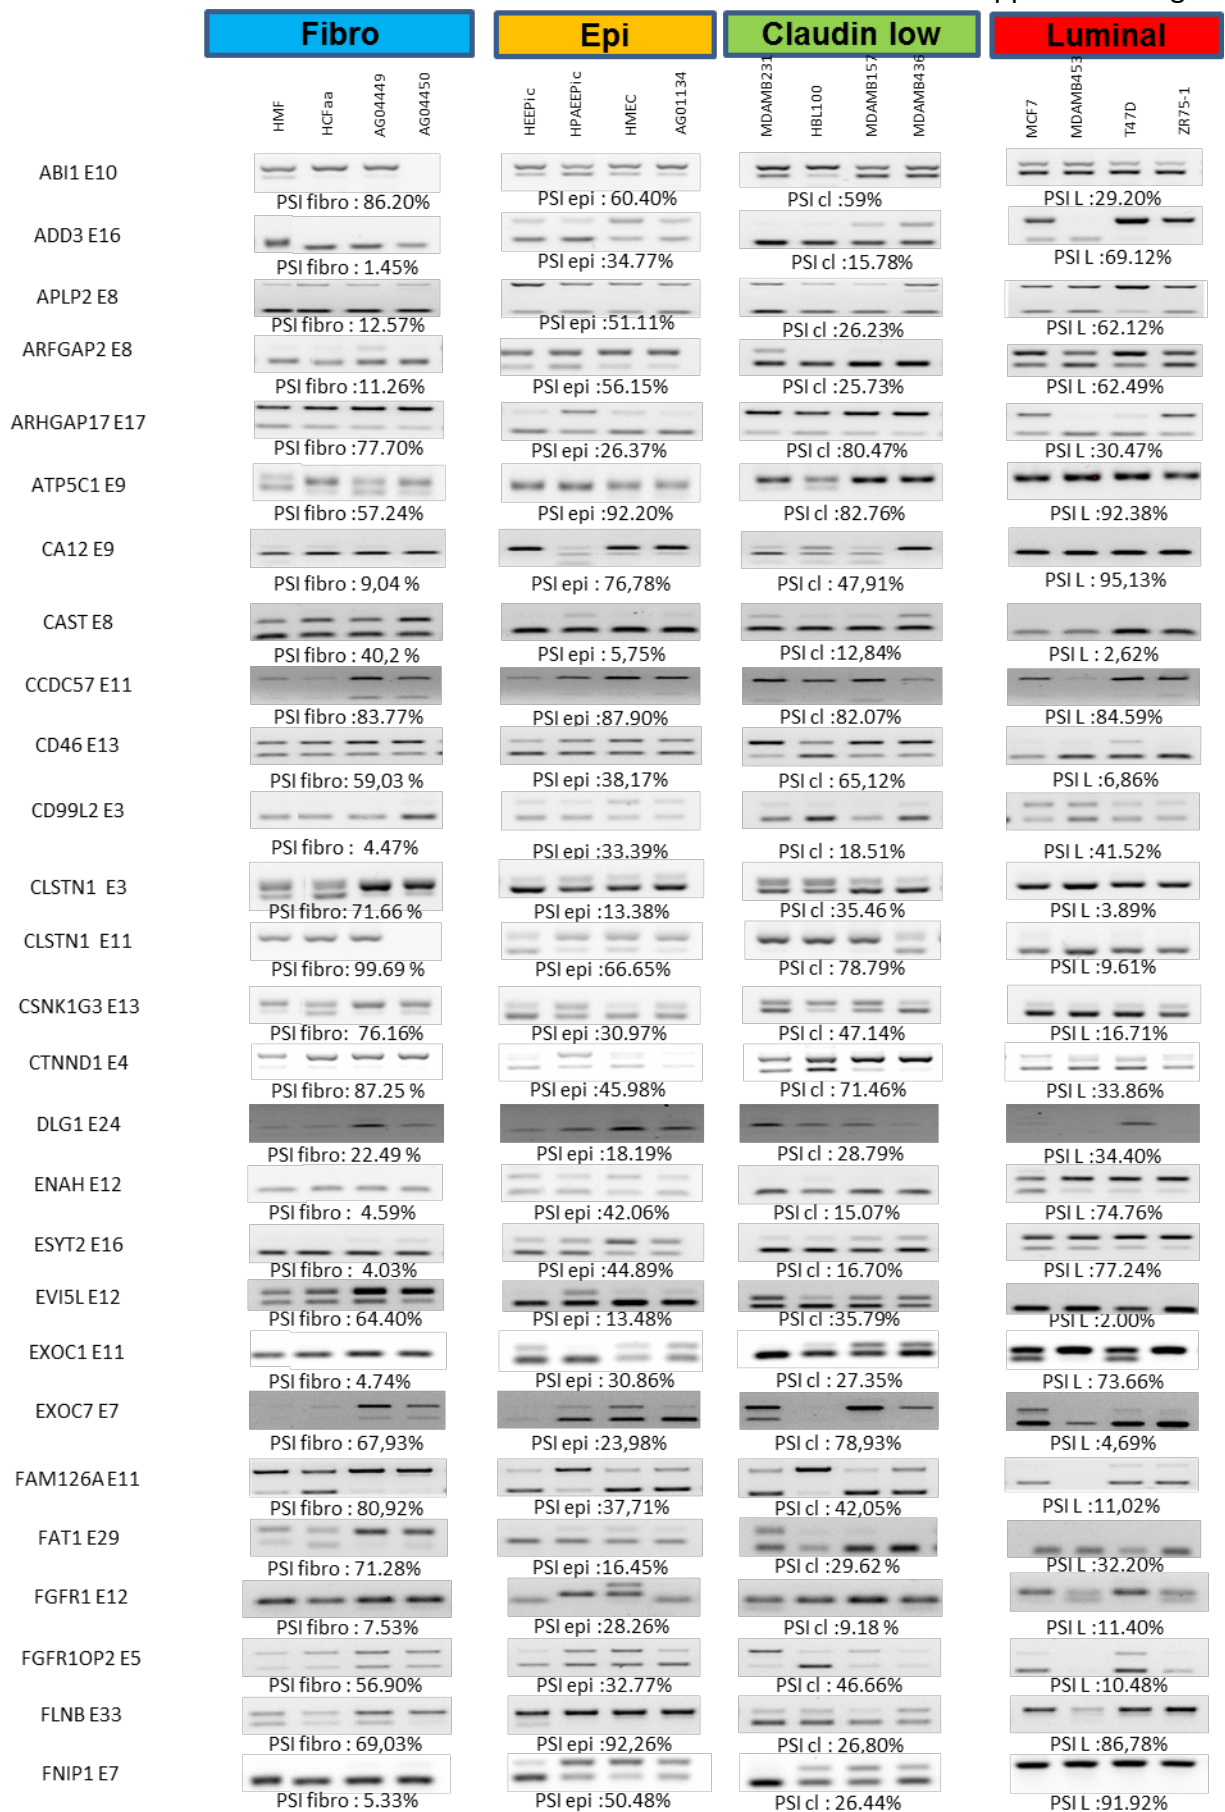 Fibro Epi Claudin low Luminal
HMF HCFaa AG04449 AG04450 HEEPic HPAEEPic HMEC AG01134 MDAMB231 HBL100 MDAMB157 MDAMB436 MCF7 MDAMB453 T47D ZR75-1
ABI1 E10
PSI fibro : 86.20% PSI epi : 60.40% PSI cl :59% PSI L :29.20%
ADD3 E16
PSI fibro : 1.45% PSI epi :34.77% PSI cl :15.78% PSI L :69.12%
APLP2 E8
PSI fibro : 12.57% PSI epi :51.11% PSI cl :26.23% PSI L :62.12%
ARFGAP2 E8
PSI fibro :11.26% PSI epi :56.15% PSI cl :25.73% PSI L :62.49%
ARHGAP17 E17
PSI fibro :77.70% PSI epi :26.37% PSI cl :80.47% PSI L :30.47%
ATP5C1 E9
PSI fibro :57.24% PSI epi :92.20% PSI cl :82.76% PSI L :92.38%
CA12 E9
PSI fibro : 9,04 % PSI epi : 76,78% PSI cl : 47,91% PSI L : 95,13%
CAST E8
PSI fibro : 40,2 % PSI epi : 5,75% PSI cl :12,84% PSI L : 2,62%
CCDC57 E11
PSI fibro :83.77% PSI epi :87.90% PSI cl :82.07% PSI L :84.59%
CD46 E13
PSI fibro: 59,03 % PSI epi :38,17% PSI cl : 65,12% PSI L :6,86%
CD99L2 E3
PSI fibro : 4.47% PSI epi :33.39% PSI cl :18.51% PSI L :41.52%
CLSTN1 E3
PSI fibro: 71.66 % PSI epi :13.38% PSI cl :35.46 % PSI L :3.89%
CLSTN1 E11
PSI fibro : 99.69 % PSI epi :66.65% PSI cl : 78.79% PSI L :9.61%
CSNK1G3 E13
PSI fibro: 76.16% PSI epi :30.97% PSI cl : 47.14% PSI L :16.71%
CTNND1 E4
PSI fibro: 87.25 % PSI epi :45.98% PSI cl : 71.46% PSI L :33.86%
DLG1 E24
PSI fibro: 22.49 % PSI epi :18.19% PSI cl : 28.79% PSI L :34.40%
ENAH E12
PSI fibro : 4.59% PSI epi :42.06% PSI cl : 15.07% PSI L :74.76%
ESYT2 E16
PSI fibro : 4.03% PSI epi :44.89% PSI cl : 16.70% PSI L :77.24%
EVI5L E12
PSI fibro : 64.40% PSI epi : 13.48% PSI cl :35.79% PSI L :2.00%
EXOC1 E11
PSI fibro : 4.74% PSI epi : 30.86% PSI cl : 27.35% PSI L : 73.66%
EXOC7 E7
PSI fibro : 67,93% PSI epi :23,98% PSI cl : 78,93% PSI L :4,69%
FAM126A E11
PSI fibro : 80,92% PSI epi :37,71% PSI cl : 42,05% PSI L :11,02%
FAT1 E29
PSI fibro : 71.28% PSI epi : 16.45% PSI cl :29.62 % PSI L :32.20%
FGFR1 E12
PSI fibro : 7.53% PSI epi : 28.26% PSI cl : 9.18 % PSI L :11.40%
FGFR1OP2 E5
PSI fibro : 56.90% PSI epi :32.77% PSI cl : 46.66% PSI L :10.48%
FLNB E33
PSI fibro : 69,03% PSI epi : 92,26% PSI cl : 26,80% PSI L : 86,78%
FNIP1 E7
PSI fibro : 5.33% PSI epi : 50.48% PSI cl : 26.44% PSI L :91.92%